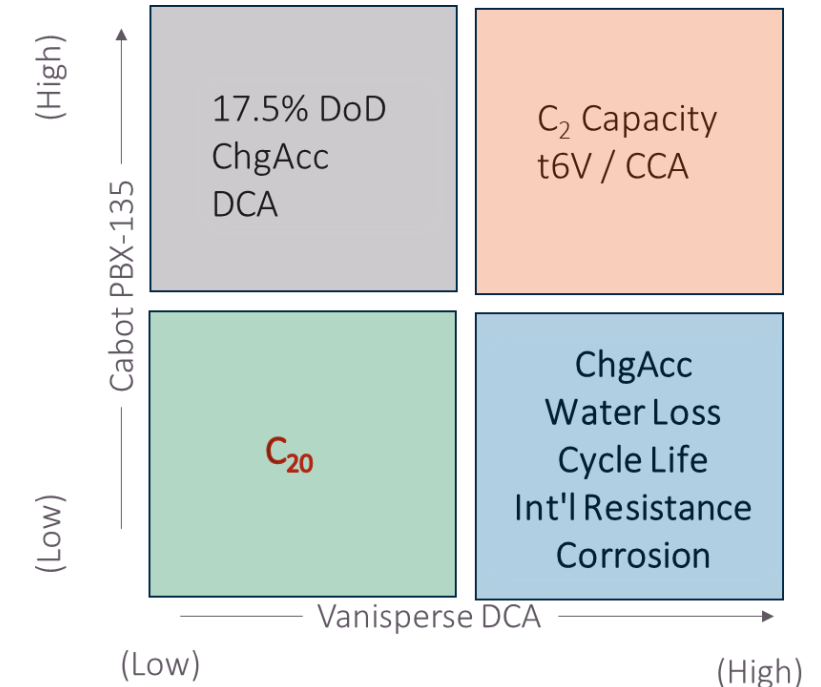 (High)
Cabot PBX-135
(Low)
17.5% DoD
ChgAcc
DCA
C₂ Capacity
t6V / CCA
C₂₀
ChgAcc
Water Loss
Cycle Life
Int'l Resistance
Corrosion
Vanisperse DCA
(Low)
(High)